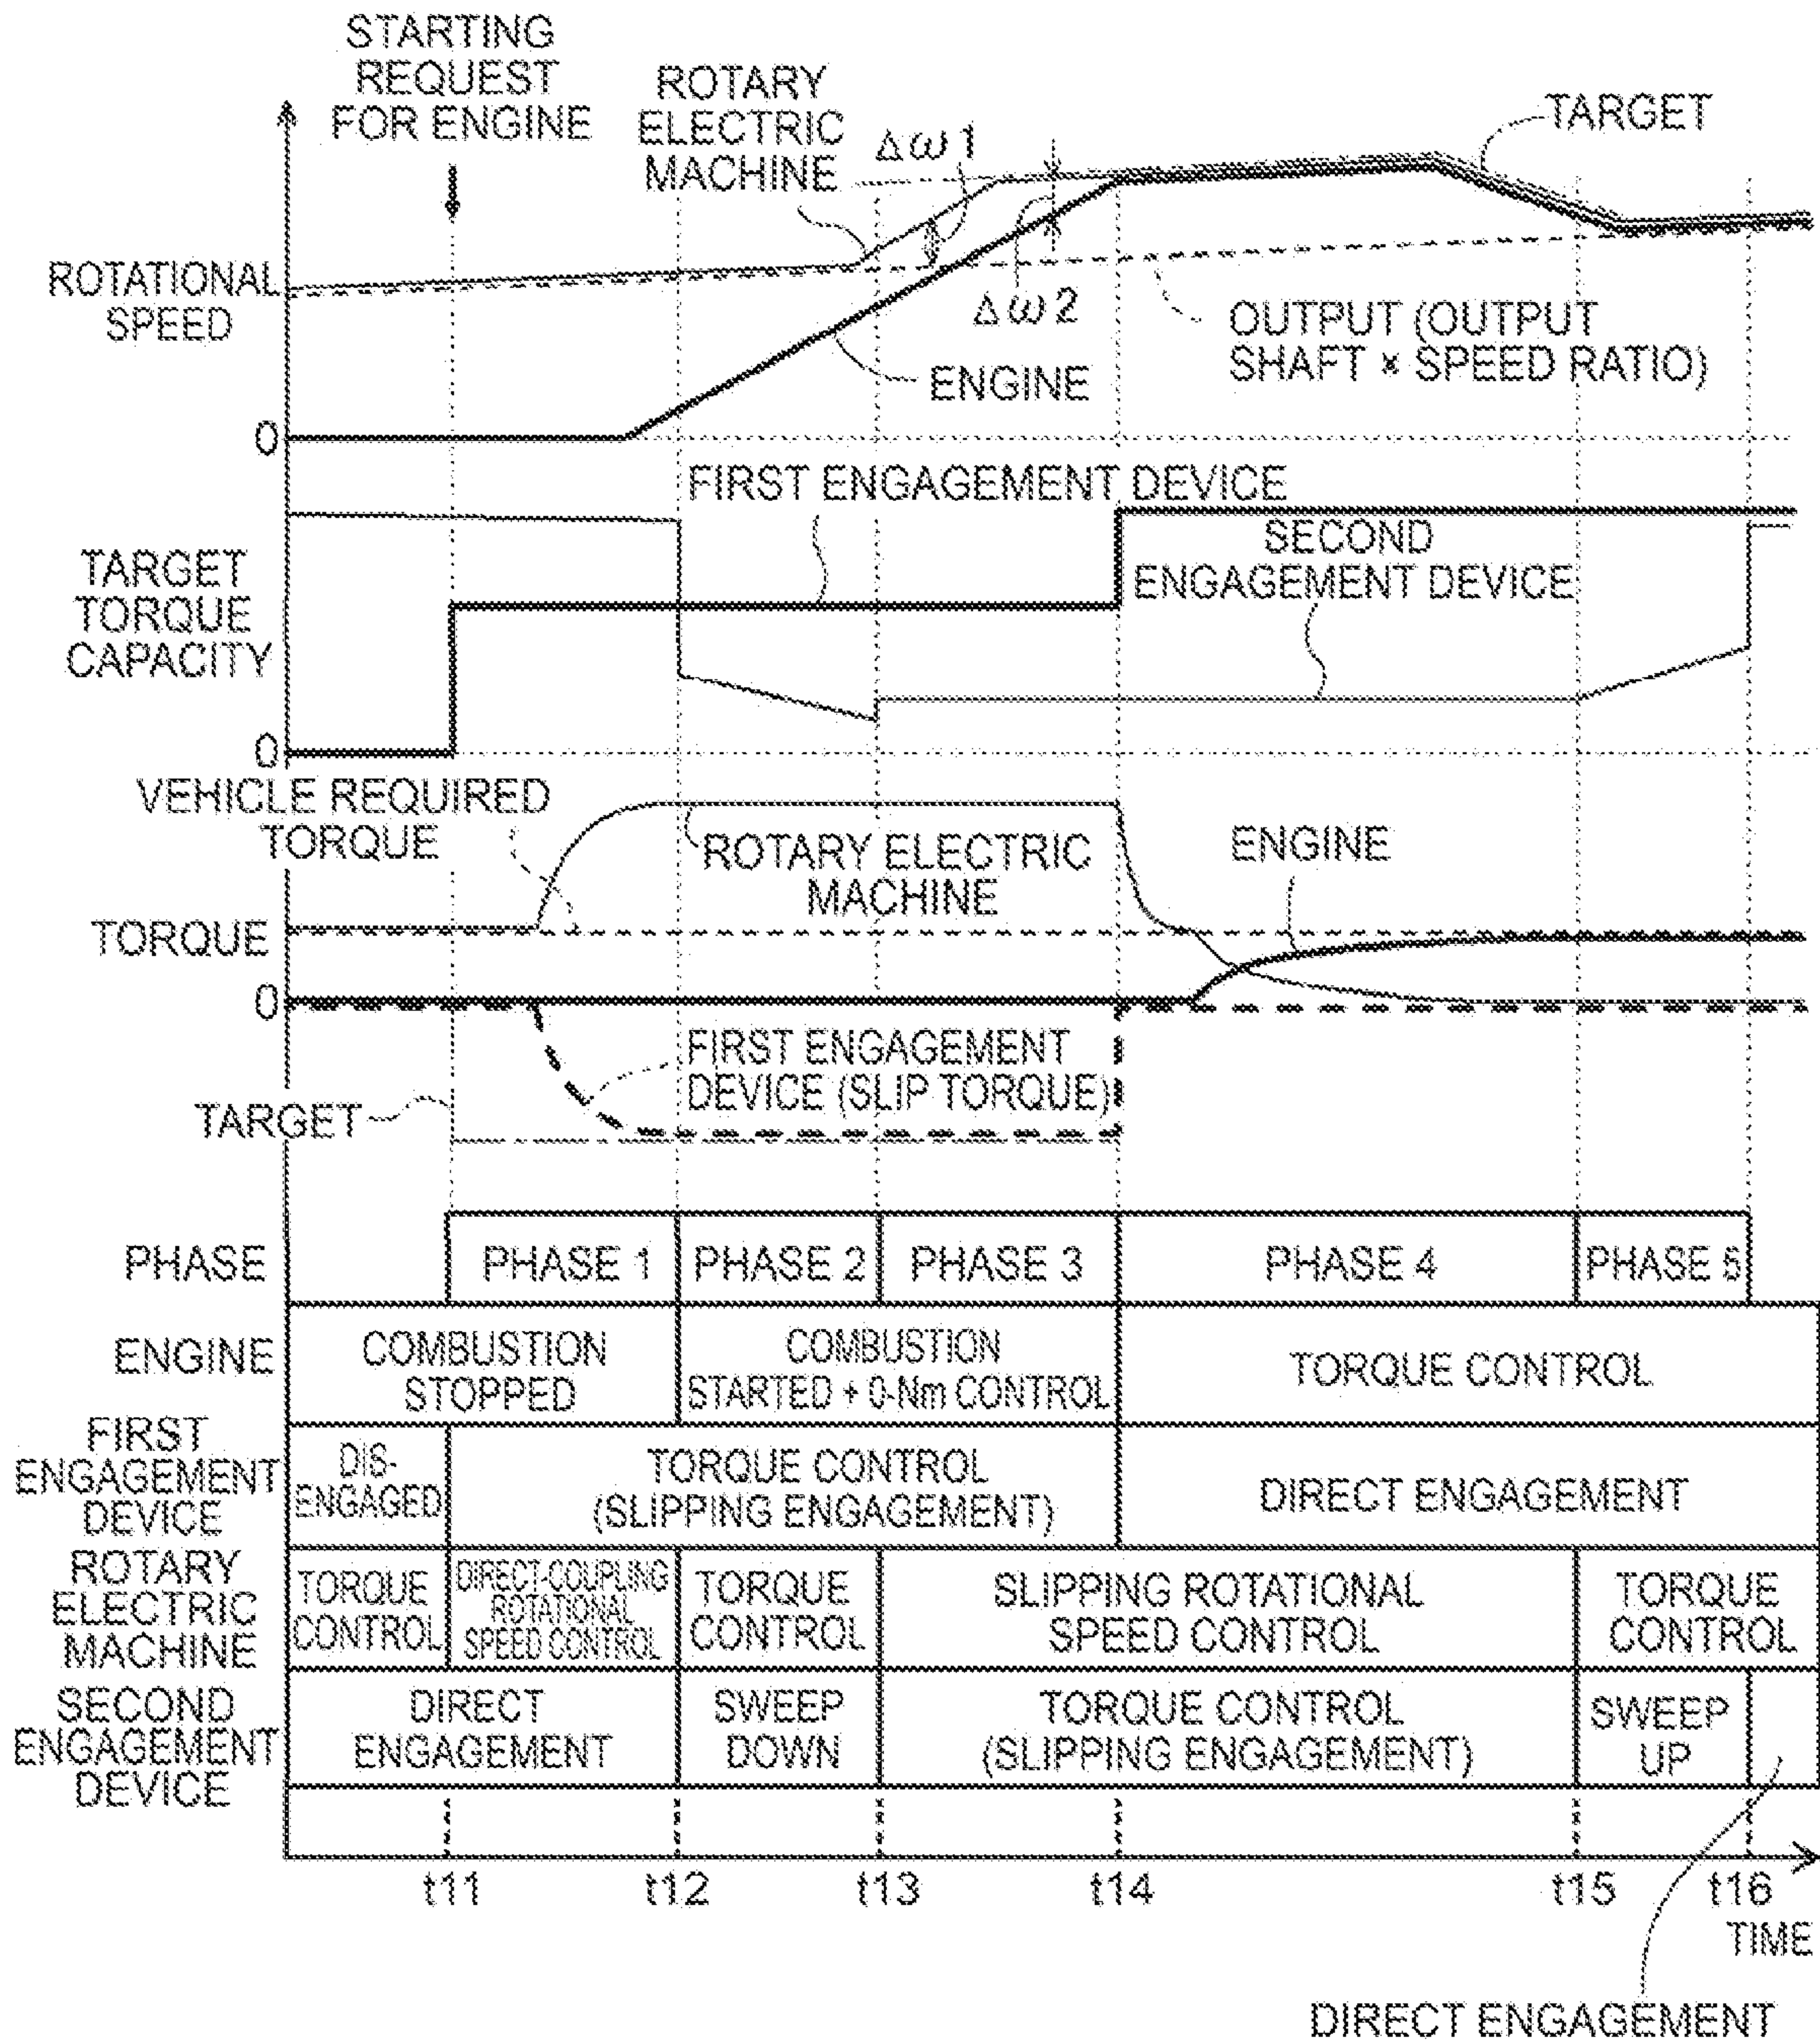 STARTING
REQUEST
FOR ENGINE
ROTARY
ELECTRIC
MACHINE
Δω1
TARGET
ROTATIONAL
SPEED
Δω2
OUTPUT (OUTPUT
SHAFT × SPEED RATIO)
ENGINE
0
FIRST ENGAGEMENT DEVICE
SECOND
ENGAGEMENT DEVICE
TARGET
TORQUE
CAPACITY
0
VEHICLE REQUIRED
TORQUE
ROTARY ELECTRIC
MACHINE
ENGINE
TORQUE
0
FIRST ENGAGEMENT
DEVICE (SLIP TORQUE)
TARGET
PHASE
PHASE 1
PHASE 2
PHASE 3
PHASE 4
PHASE 5
ENGINE
COMBUSTION
STOPPED
COMBUSTION
STARTED + 0-Nm CONTROL
TORQUE CONTROL
FIRST
ENGAGEMENT
DEVICE
DIS-
ENGAGED
TORQUE CONTROL
(SLIPPING ENGAGEMENT)
DIRECT ENGAGEMENT
ROTARY
ELECTRIC
MACHINE
TORQUE
CONTROL
DIRECT-COUPLING
ROTATIONAL
SPEED CONTROL
TORQUE
CONTROL
SLIPPING ROTATIONAL
SPEED CONTROL
TORQUE
CONTROL
SECOND
ENGAGEMENT
DEVICE
DIRECT
ENGAGEMENT
SWEEP
DOWN
TORQUE CONTROL
(SLIPPING ENGAGEMENT)
SWEEP
UP
t11
t12
t13
t14
t15
t16
TIME
DIRECT ENGAGEMENT